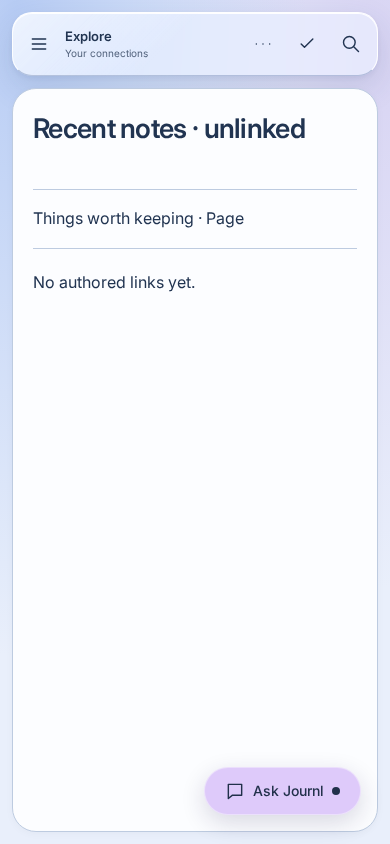 Explore
Your connections
Recent notes · unlinked
Things worth keeping · Page
No authored links yet.
Ask Journl